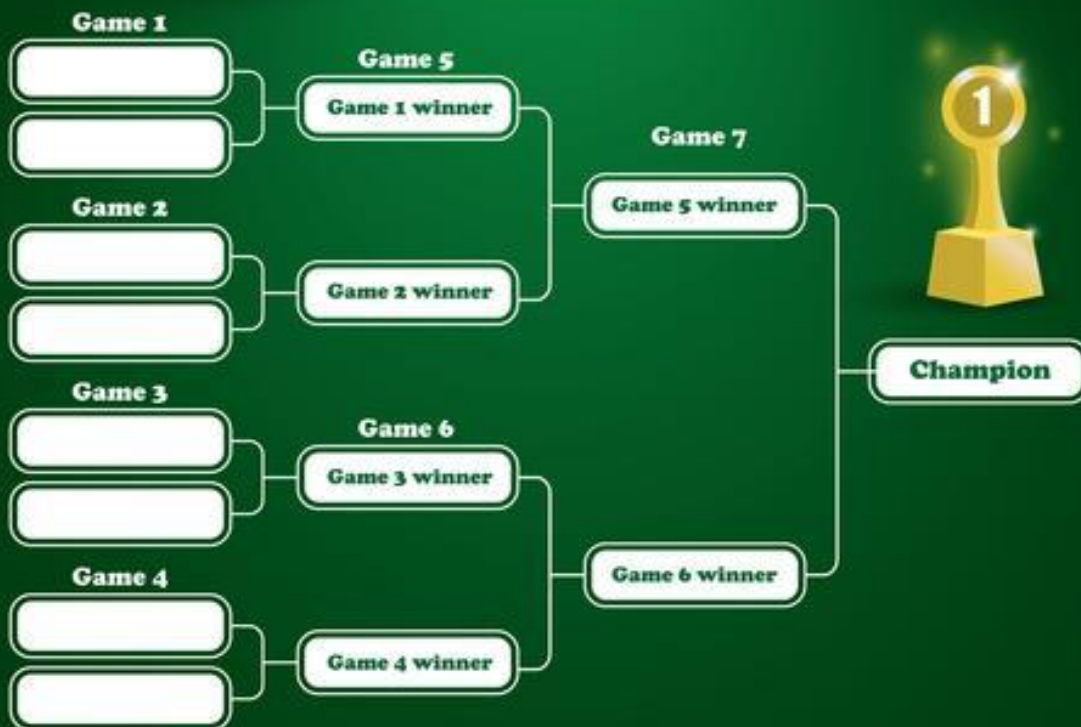 Game 1
Game 5
Game 1 winner
Game 7
1
Game 2
Game 5 winner
Game 2 winner
Champion
Game 3
Game 6
Game 3 winner
Game 4
Game 6 winner
Game 4 winner